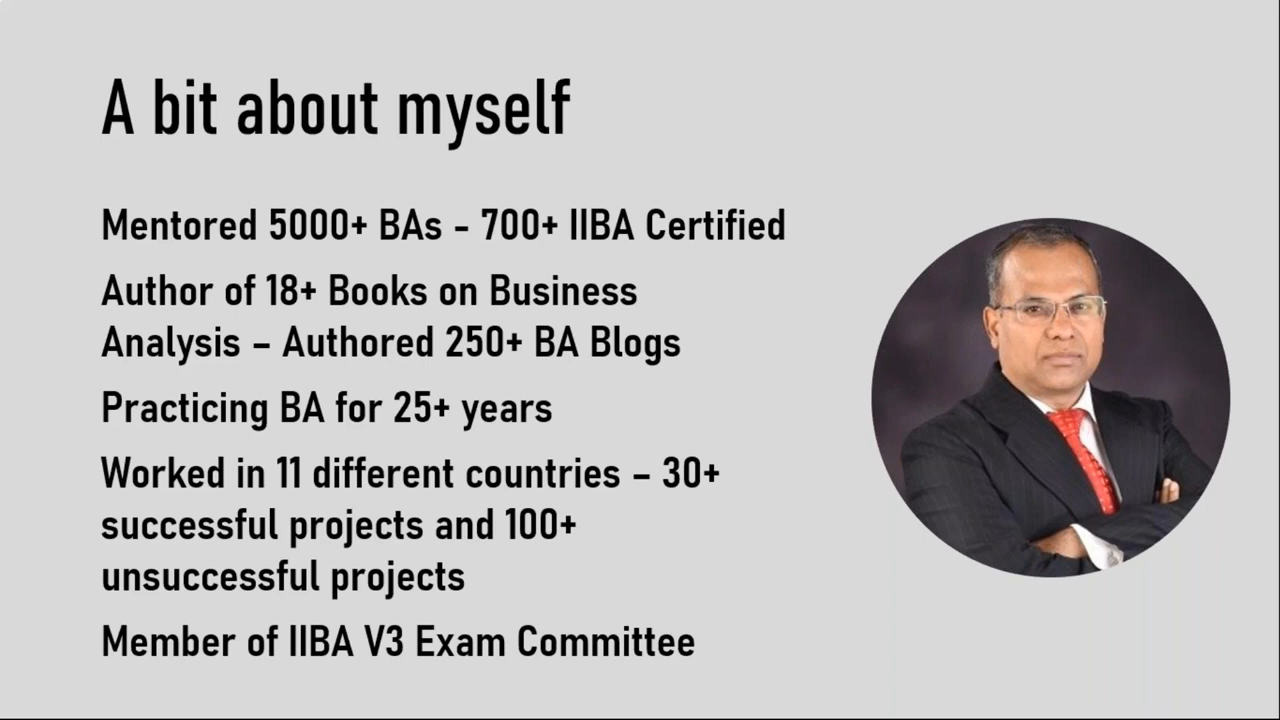 A bit about myself
Mentored 5000+ BAs - 700+ IIBA Certified
Author of 18+ Books on Business
Analysis – Authored 250+ BA Blogs
Practicing BA for 25+ years
Worked in 11 different countries – 30+
successful projects and 100+
unsuccessful projects
Member of IIBA V3 Exam Committee